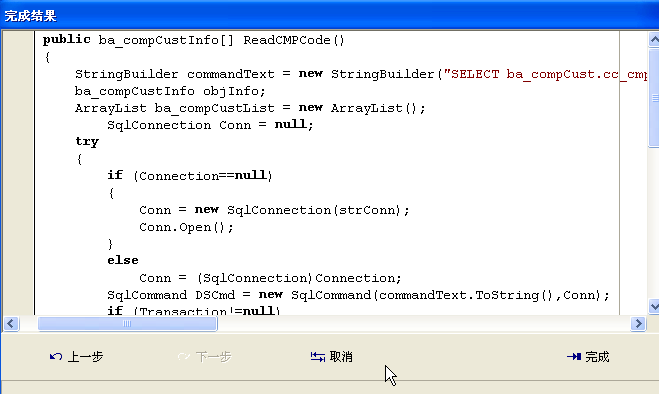 完成结果
public ba_compCustInfo[] ReadCMPCode()
{
StringBuilder commandText = new StringBuilder("SELECT ba_compCust.cc_cmp
ba_compCustInfo objInfo;
ArrayList ba_compCustList = new ArrayList();
SqlConnection Conn = null;
try
{
if (Connection==null)
{
Conn = new SqlConnection(strConn);
Conn.Open();
}
else
Conn = (SqlConnection)Connection;
SqlCommand DSCmd = new SqlCommand(commandText.ToString(),Conn);
if (Transaction!=null)
上一步 下一步 取消 完成